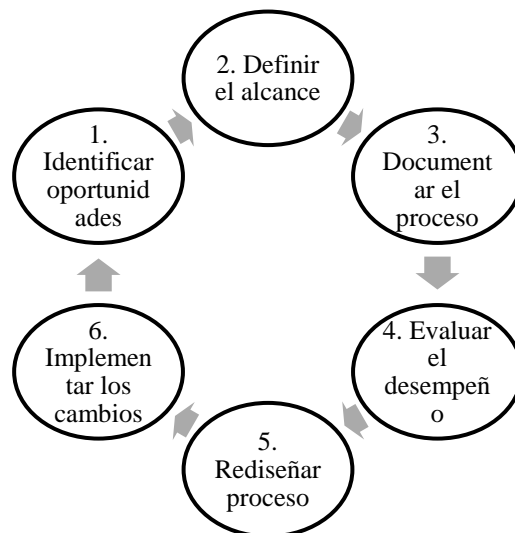 1.
Identificar
oportunid
ades
2. Definir
el alcance
3.
Document
ar el
proceso
4. Evaluar
el
desempeñ
o
5.
Rediseñar
proceso
6.
Implemen
tar los
cambios